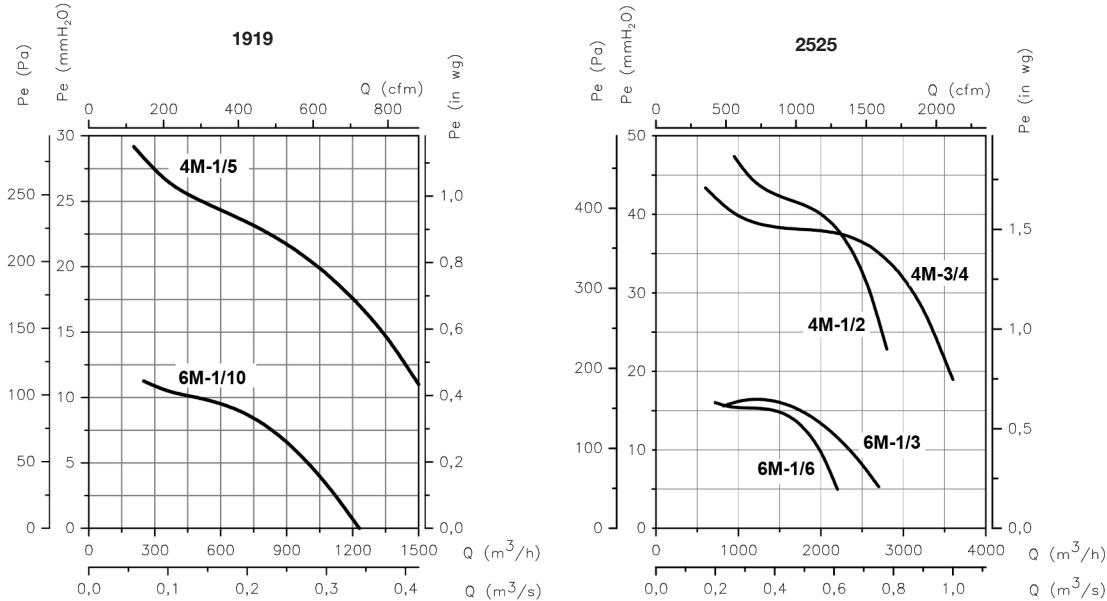 1919
Pe (Pa)
Pe (mmH2O)
Q (cfm)
Pe (in wg)
0 200 400 600 800
30
25
20
15
10
5
0
250
200
150
100
50
0
1,0
0,8
0,6
0,4
0,2
0,0
4M-1/5
6M-1/10
0 300 600 900 1200 1500 Q (m³/h)
0,0 0,1 0,2 0,3 0,4 Q (m³/s)
2525
Pe (Pa)
Pe (mmH2O)
Q (cfm)
Pe (in wg)
0 500 1000 1500 2000
50
40
30
20
10
0
400
300
200
100
0
1,5
1,0
0,5
0,0
4M-3/4
4M-1/2
6M-1/3
6M-1/6
0 1000 2000 3000 4000 Q (m³/h)
0,0 0,2 0,4 0,6 0,8 1,0 Q (m³/s)